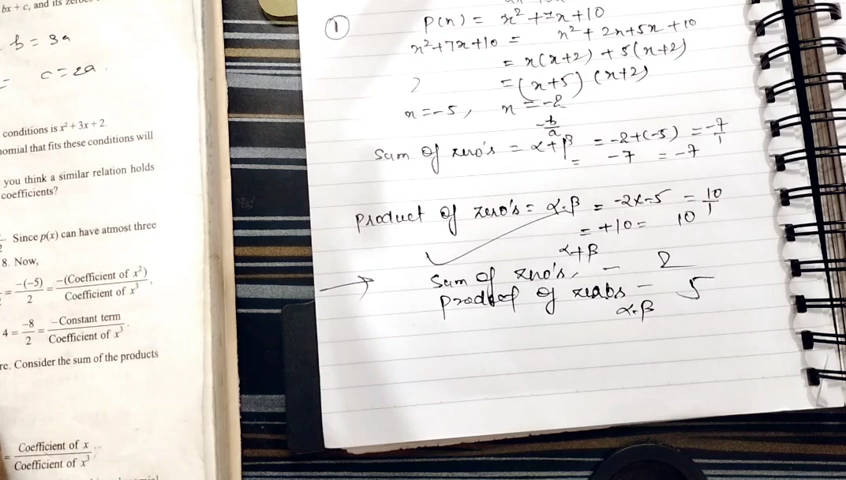 bx + c, and its
b = 3a
= c = 2a
conditions is x² + 3x + 2.
nomial that fits these conditions will
you think a similar relation holds
coefficients?
Since p(x) can have atmost three
8. Now,
= -(-5)/2 = -(Coefficient of x²)/Coefficient of x³,
4 = -8/2 = -Constant term/Coefficient of x³.
re. Consider the sum of the products
= Coefficient of x/Coefficient of x³,
① P(x) = x² + 7x + 10
x² + 7x + 10 = x² + 2x + 5x + 10
= x(x+2) + 5(x+2)
= (x+5) (x+2)
x = -5, x = -2
-b/a
Sum of zero's = α + β = -2+(-5) = -7/1
= -7 = -7
Product of zero's = α.β = -2x-5 = 10/1
= +10 = 10
α+β
Sum of zero's, - 2
product of - 5
α.β